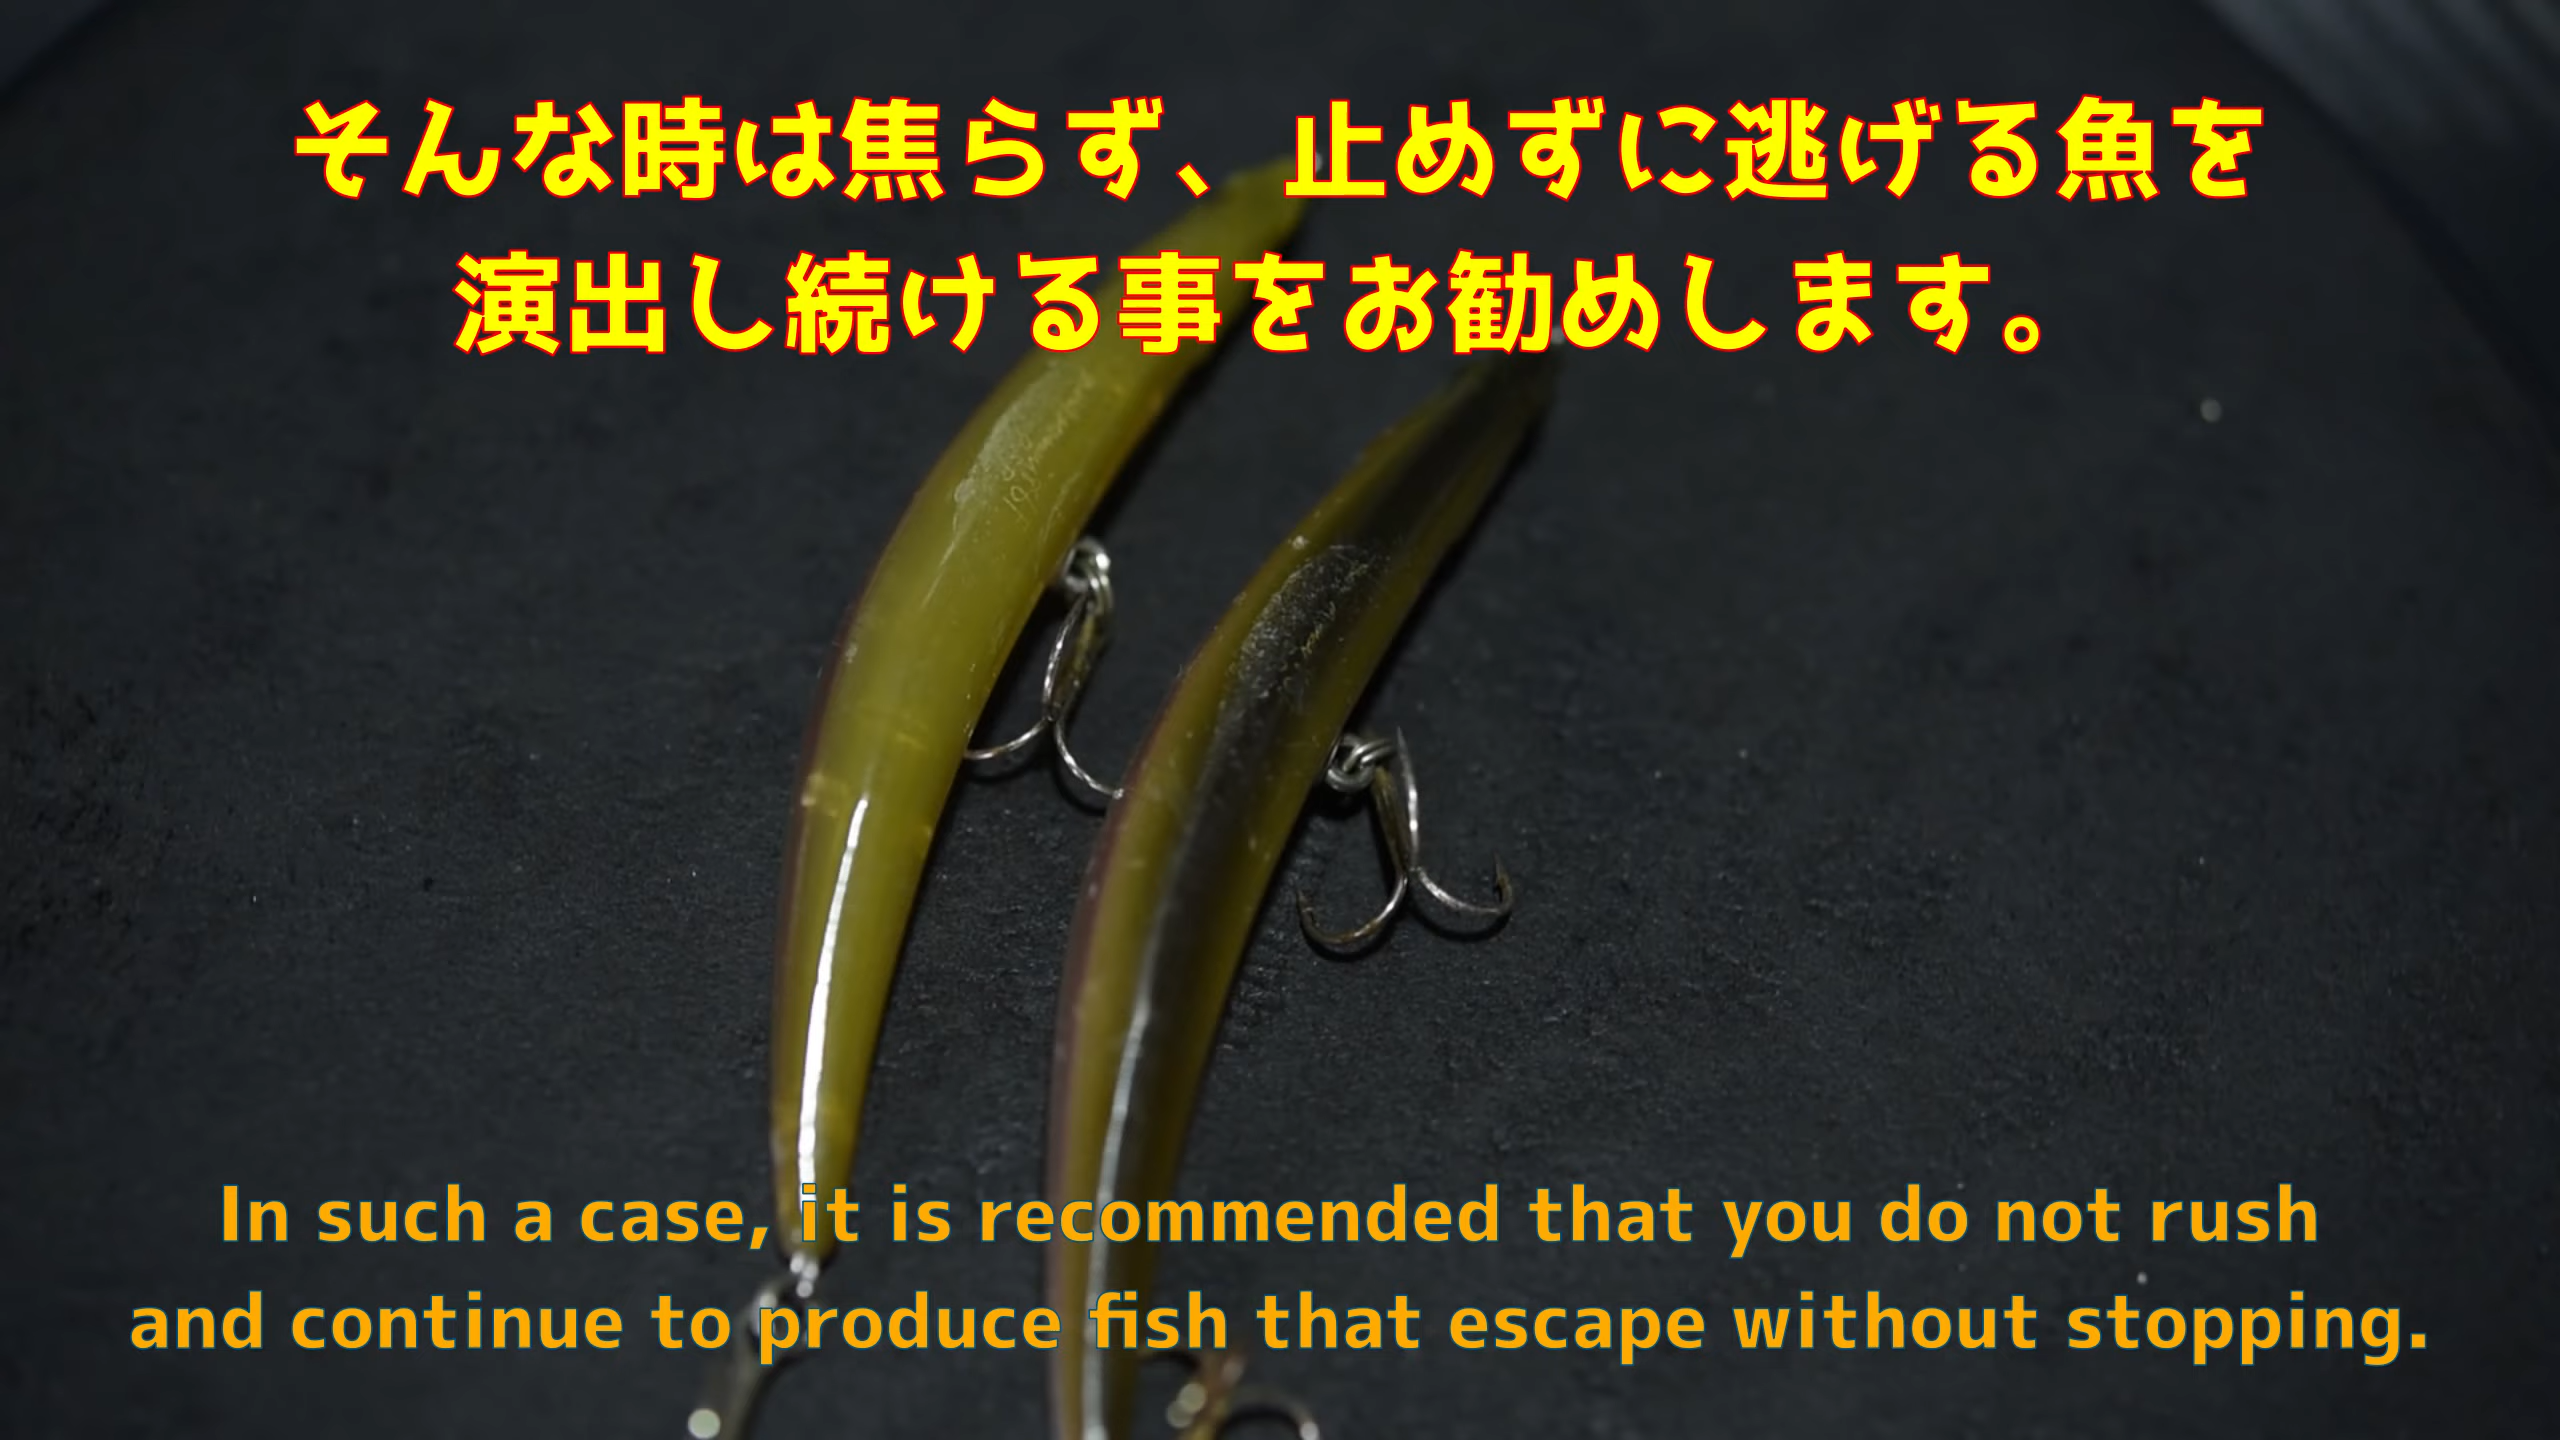 そんな時は焦らず、止めずに逃げる魚を
演出し続ける事をお勧めします。
In such a case, it is recommended that you do not rush
and continue to produce fish that escape without stopping.